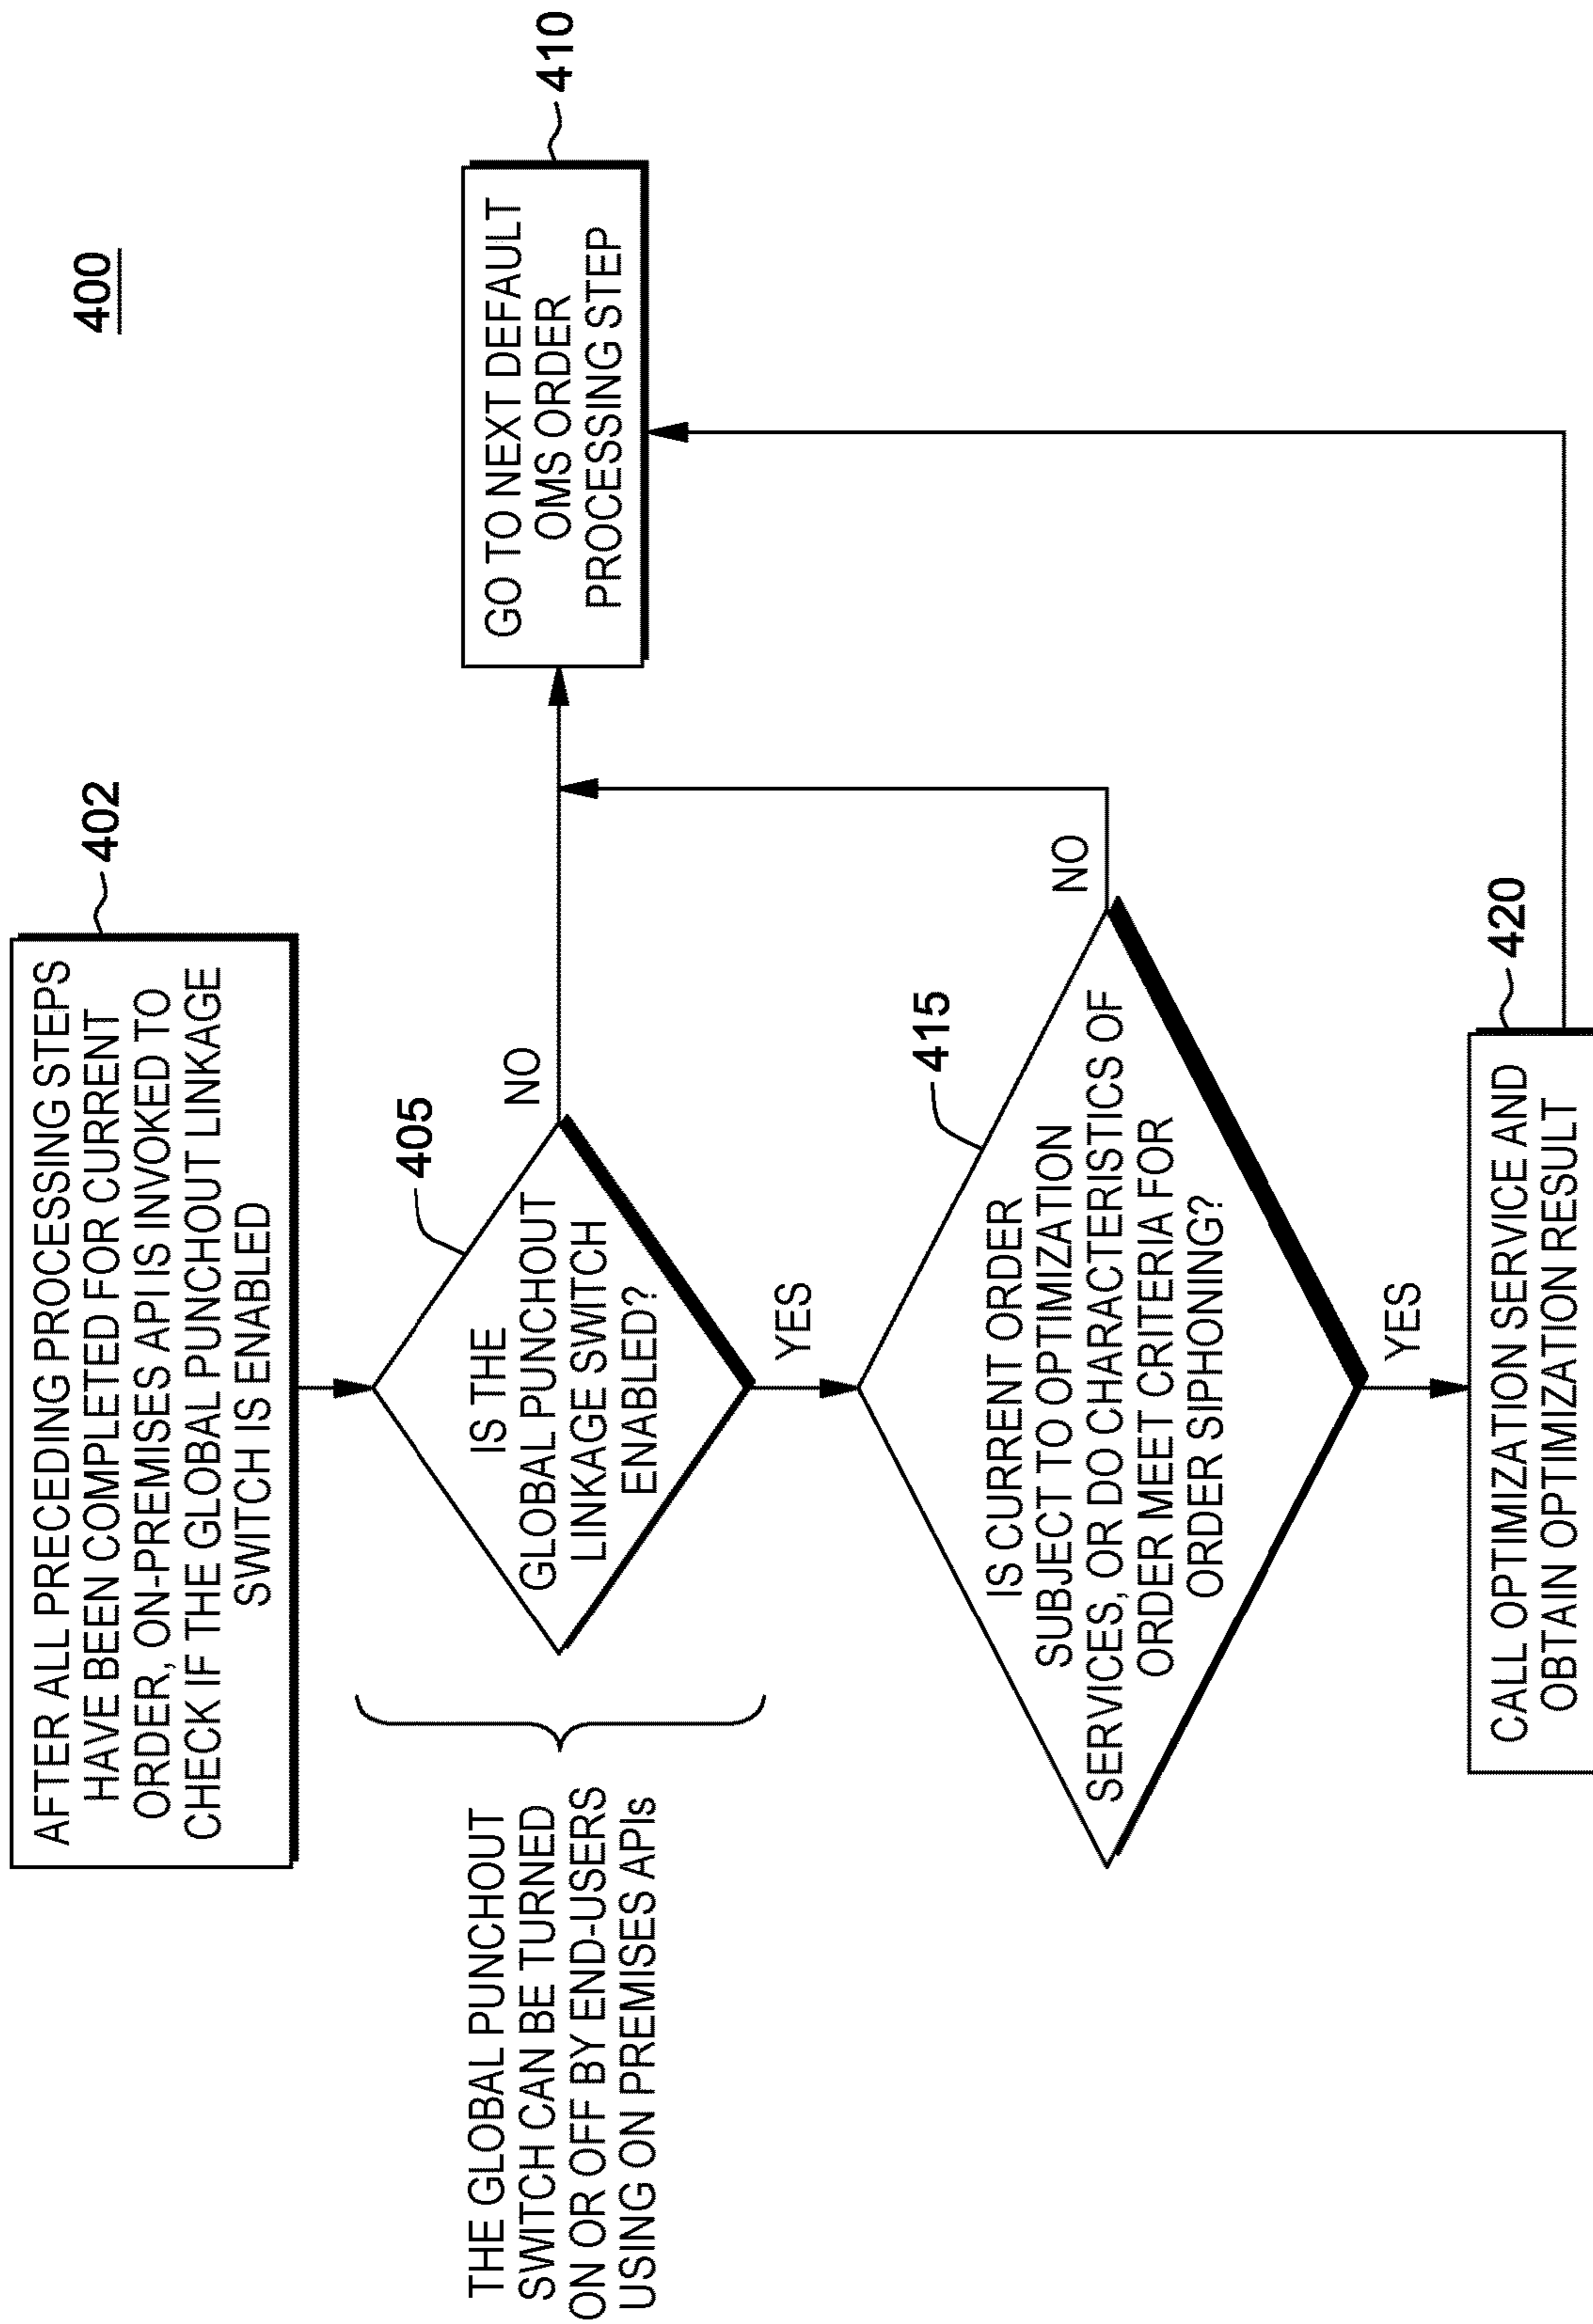 400
402
AFTER ALL PRECEDING PROCESSING STEPS
HAVE BEEN COMPLETED FOR CURRENT
ORDER, ON-PREMISES API IS INVOKED TO
CHECK IF THE GLOBAL PUNCHOUT LINKAGE
SWITCH IS ENABLED
THE GLOBAL PUNCHOUT
SWITCH CAN BE TURNED
ON OR OFF BY END-USERS
USING ON PREMISES APIs
405
IS THE
GLOBAL PUNCHOUT
LINKAGE SWITCH
ENABLED?
NO
410
GO TO NEXT DEFAULT
OMS ORDER
PROCESSING STEP
YES
415
IS CURRENT ORDER
SUBJECT TO OPTIMIZATION
SERVICES, OR DO CHARACTERISTICS OF
ORDER MEET CRITERIA FOR
ORDER SIPHONING?
NO
YES
420
CALL OPTIMIZATION SERVICE AND
OBTAIN OPTIMIZATION RESULT